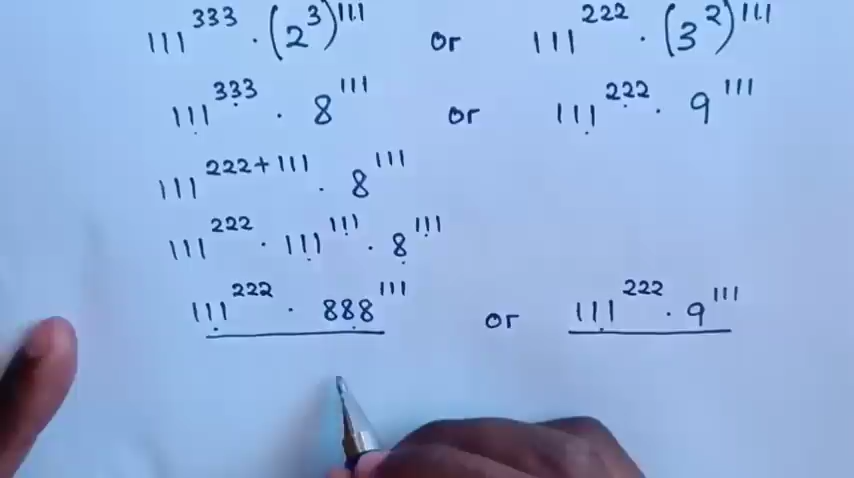 111^333 · (2^3)^111 or 111^222 · (3^2)^111
111^333 · 8^111 or 111^222 · 9^111
111^222+111 · 8^111
111^222 · 111^111 · 8^111
111^222 · 888^111 or 111^222 · 9^111